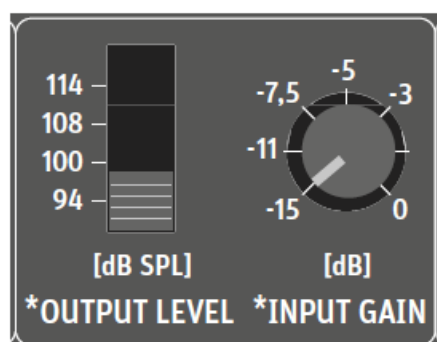 114
108
100
94
[dB SPL]
*OUTPUT LEVEL
-5
-7,5 -3
-11
-15 0
[dB]
*INPUT GAIN